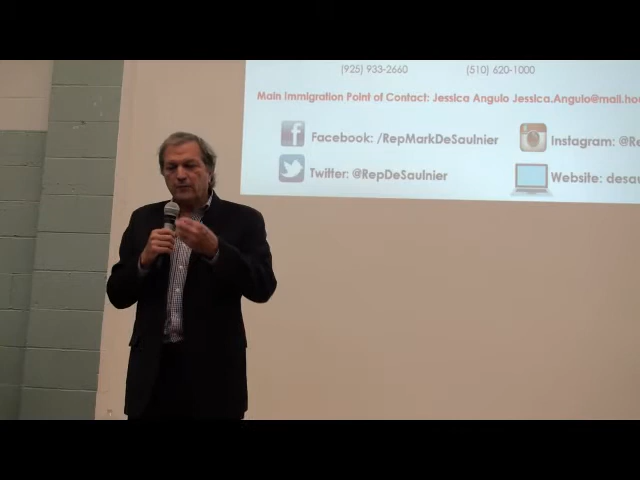 (925) 933-2660 (510) 620-1000
Main Immigration Point of Contact: Jessica Angulo Jessica.Angulo@mail.hou
Facebook: /RepMarkDeSaulnier Instagram: @Re
Twitter: @RepDeSaulnier Website: desau